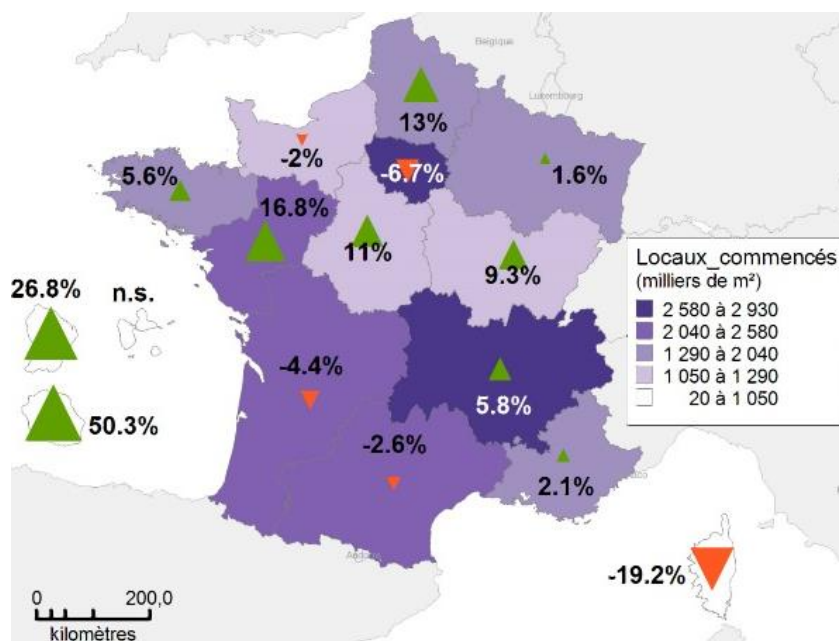 Belgique
Luxembourg
13%
-2%
-6.7%
1.6%
5.6%
16.8%
11%
9.3%
26.8%
n.s.
50.3%
-4.4%
5.8%
-2.6%
2.1%
-19.2%
Locaux_commencés
(milliers de m²)
2 580 à 2 930
2 040 à 2 580
1 290 à 2 040
1 050 à 1 290
20 à 1 050
0 200,0
kilomètres